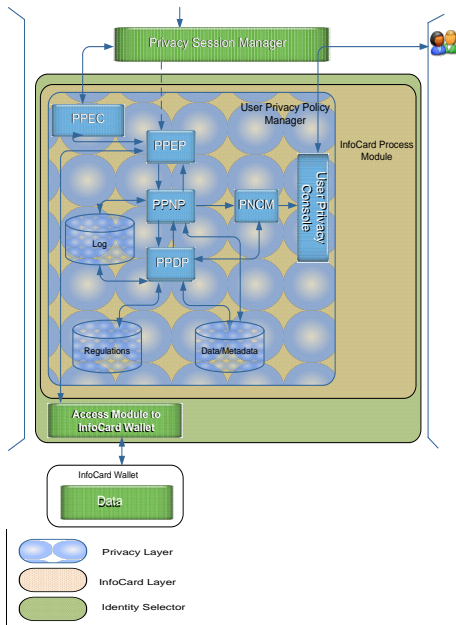 Privacy Session Manager
User Privacy Policy
Manager
PPEC
InfoCard Process
Module
PPEP
User Privacy
Console
PPNP
PNCM
Log
PPDP
Regulations
Data/Metadata
Access Module to
InfoCard Wallet
InfoCard Wallet
Data
Privacy Layer
InfoCard Layer
Identity Selector